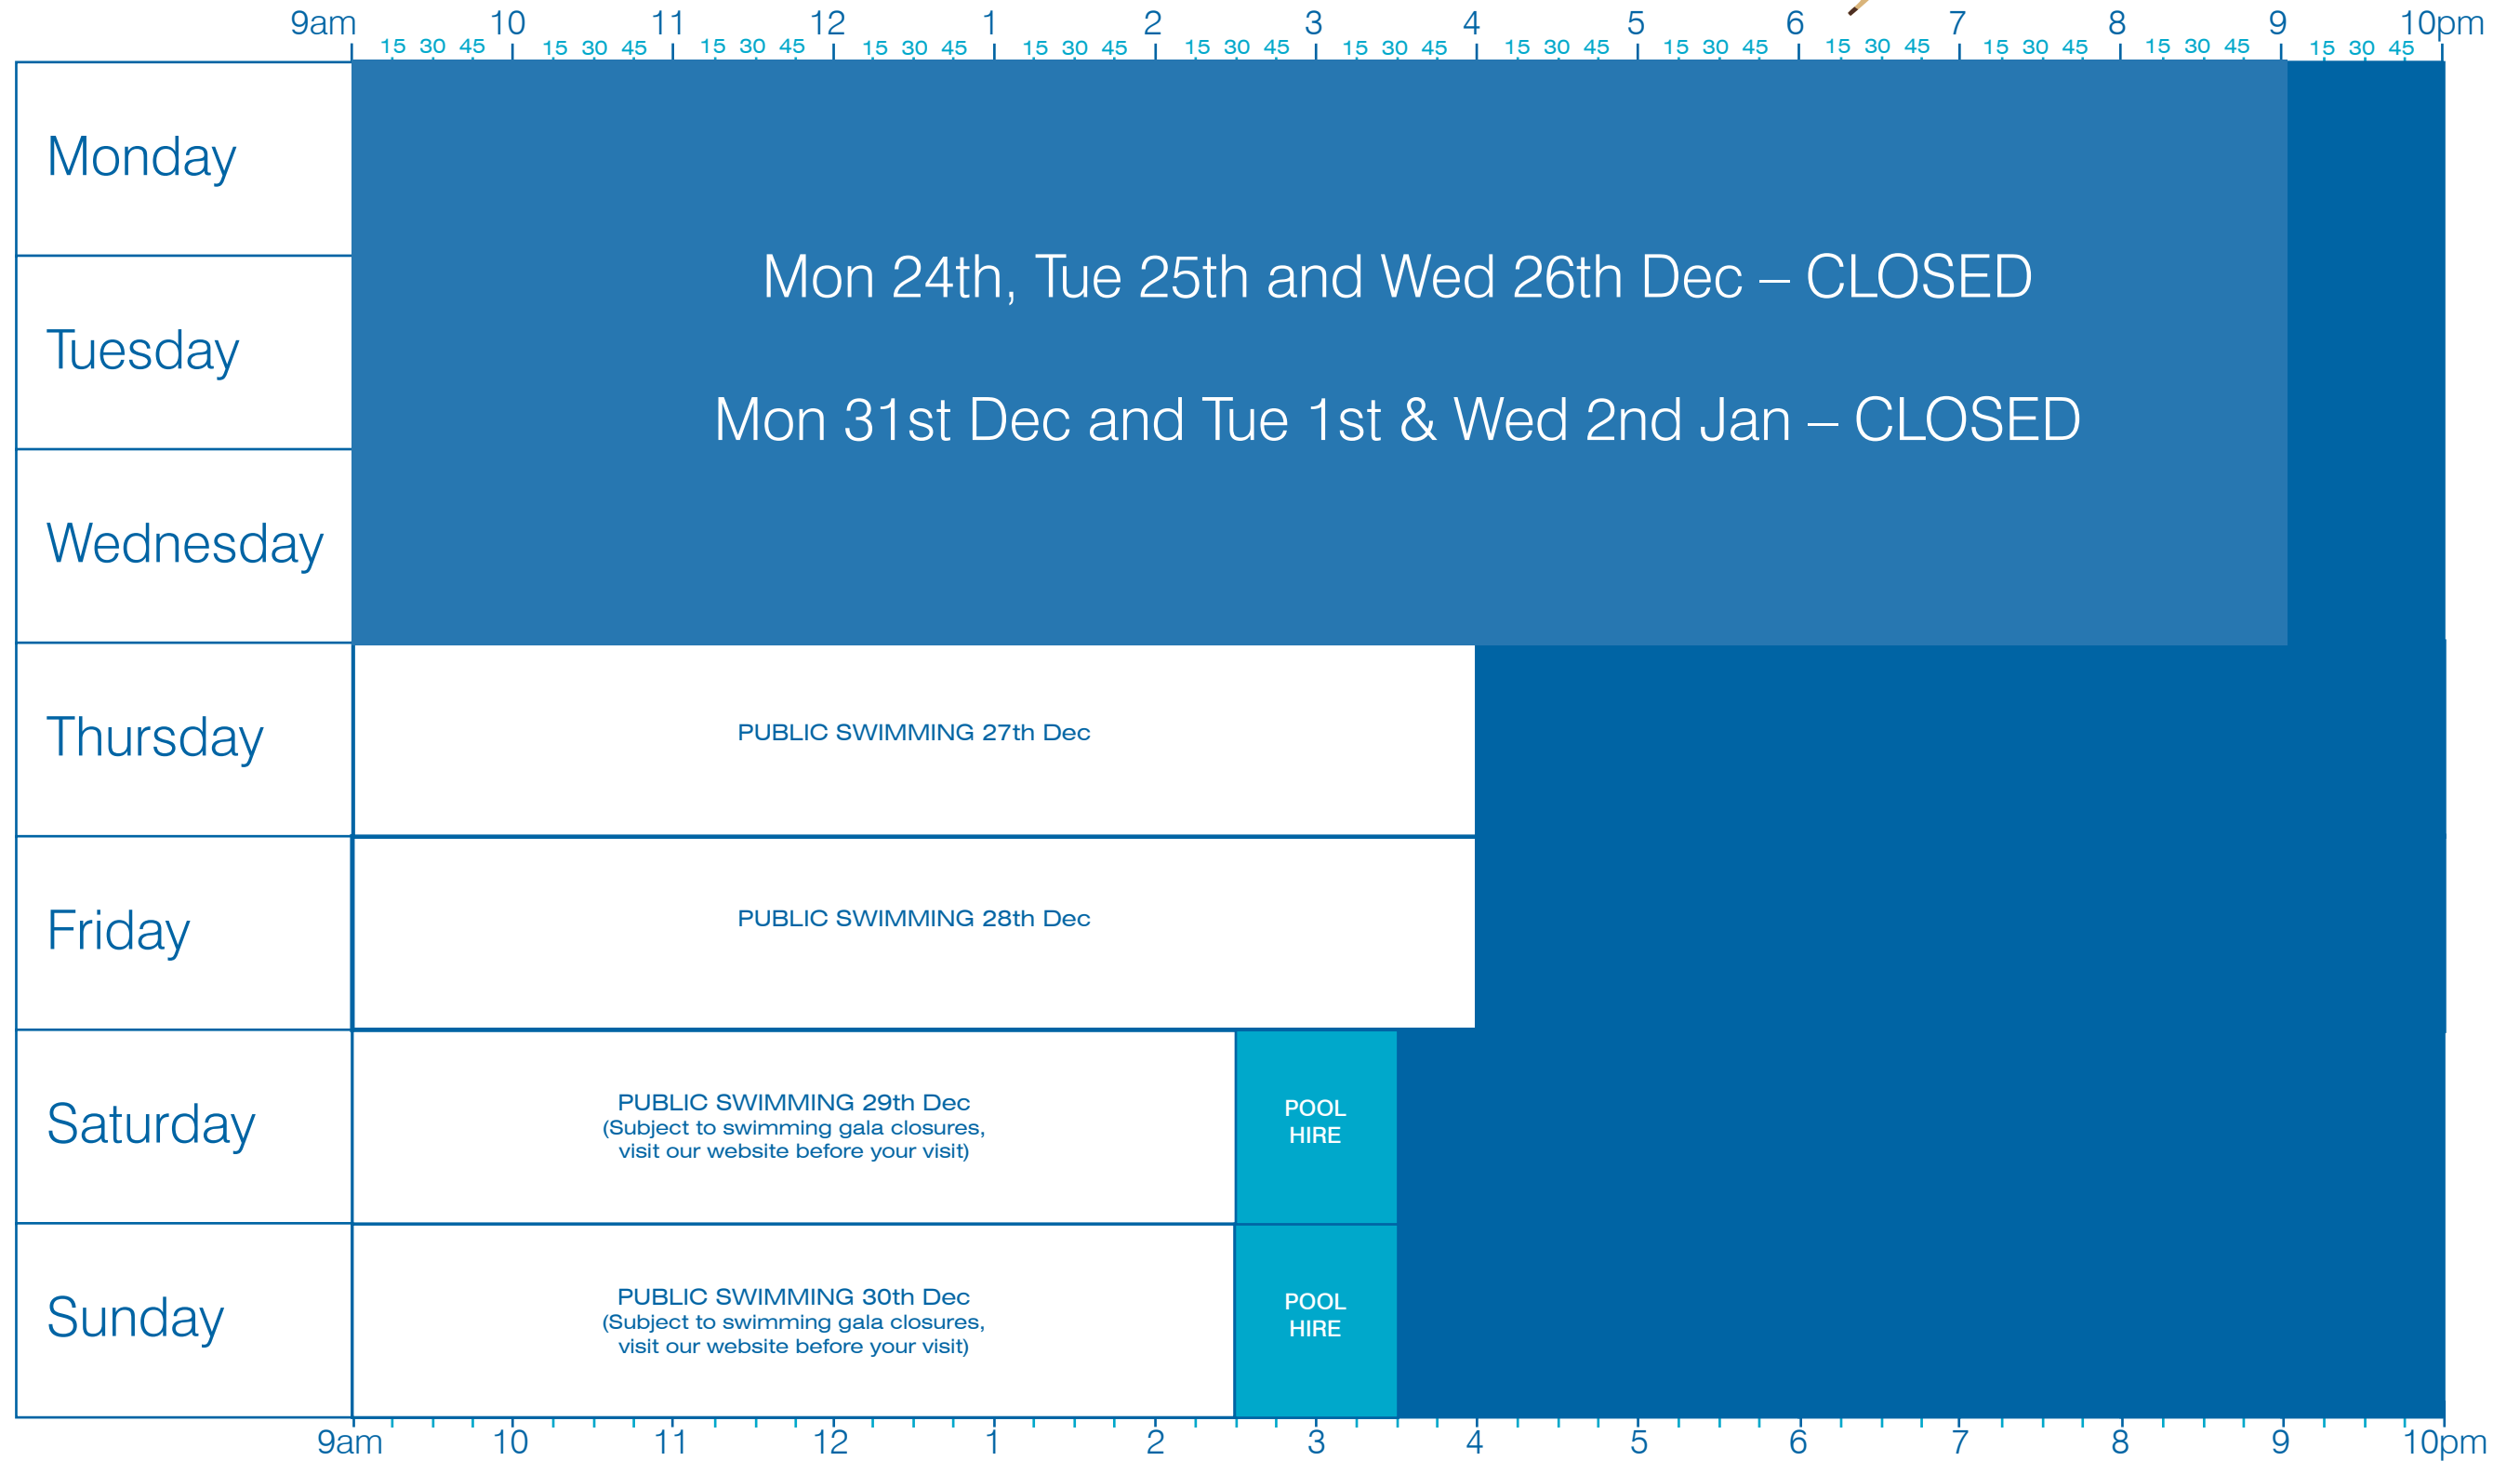 9am 10 11 12 1 2 3 4 5 6 7 8 9 10pm
15 30 45 15 30 45 15 30 45 15 30 45 15 30 45 15 30 45 15 30 45 15 30 45 15 30 45 15 30 45 15 30 45 15 30 45 15 30 45
Monday
Mon 24th, Tue 25th and Wed 26th Dec – CLOSED
Tuesday
Mon 31st Dec and Tue 1st & Wed 2nd Jan – CLOSED
Wednesday
Thursday
PUBLIC SWIMMING 27th Dec
Friday
PUBLIC SWIMMING 28th Dec
Saturday
PUBLIC SWIMMING 29th Dec
(Subject to swimming gala closures,
visit our website before your visit)
POOL
HIRE
Sunday
PUBLIC SWIMMING 30th Dec
(Subject to swimming gala closures,
visit our website before your visit)
POOL
HIRE
9am 10 11 12 1 2 3 4 5 6 7 8 9 10pm